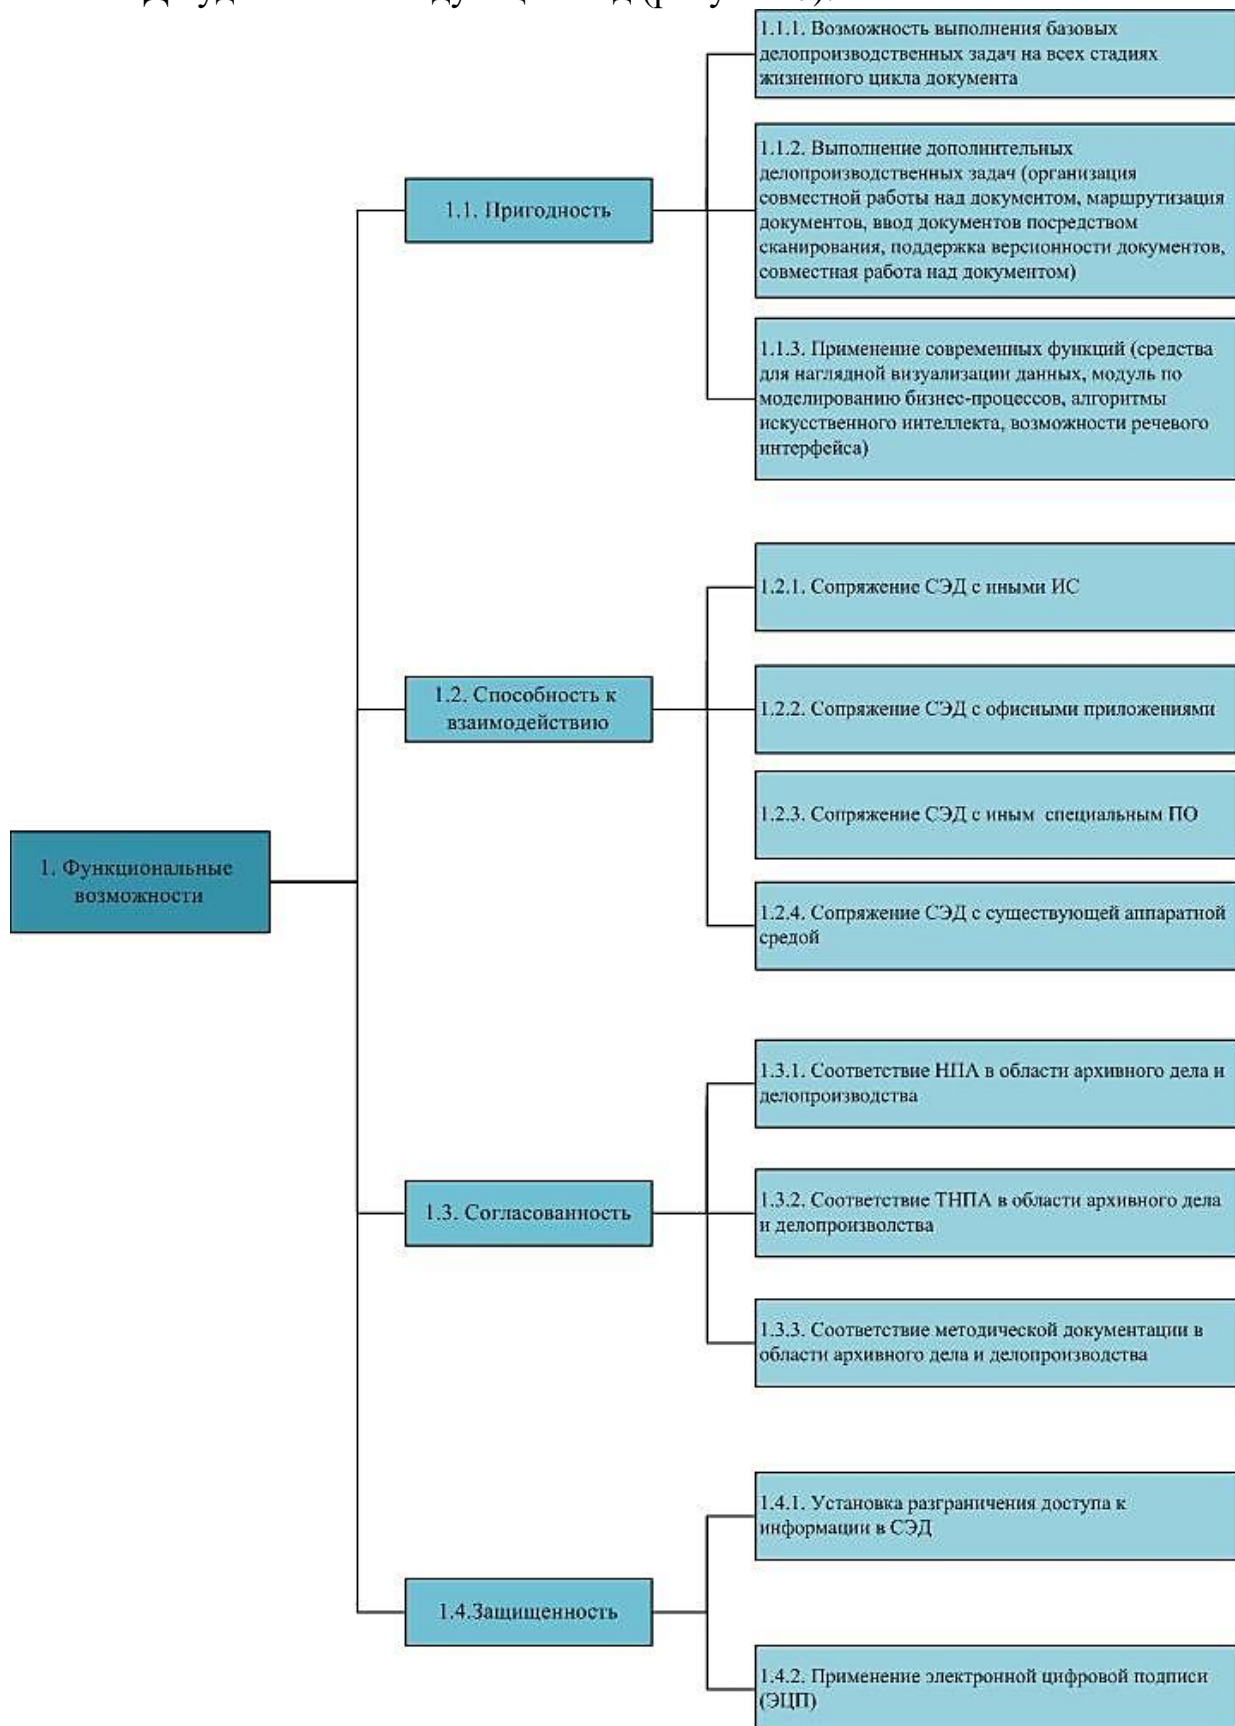 1.1.1. Возможность выполнения базовых
делопроизводственных задач на всех стадиях
жизненного цикла документа
1.1.2. Выполнение дополнительных
делопроизводственных задач (организация
совместной работы над документом, маршрутизация
документов, ввод документов посредством
сканирования, поддержка версионности документов,
совместная работа над документом)
1.1. Пригодность
1.1.3. Применение современных функций (средства
для наглядной визуализации данных, модуль по
моделированию бизнес-процессов, алгоритмы
искусственного интеллекта, возможности речевого
интерфейса)
1.2.1. Сопряжение СЭД с иными ИС
1.2. Способность к
взаимодействию
1.2.2. Сопряжение СЭД с офисными приложениями
1.2.3. Сопряжение СЭД с иным специальным ПО
1. Функциональные
возможности
1.2.4. Сопряжение СЭД с существующей аппаратной
средой
1.3.1. Соответствие НПА в области архивного дела и
делопроизводства
1.3. Согласованность
1.3.2. Соответствие ТНПА в области архивного дела
и делопроизволства
1.3.3. Соответствие методической документации в
области архивного дела и делопроизводства
1.4.1. Установка разграничения доступа к
информации в СЭД
1.4.Защищенность
1.4.2. Применение электронной цифровой подписи
(ЭЦП)